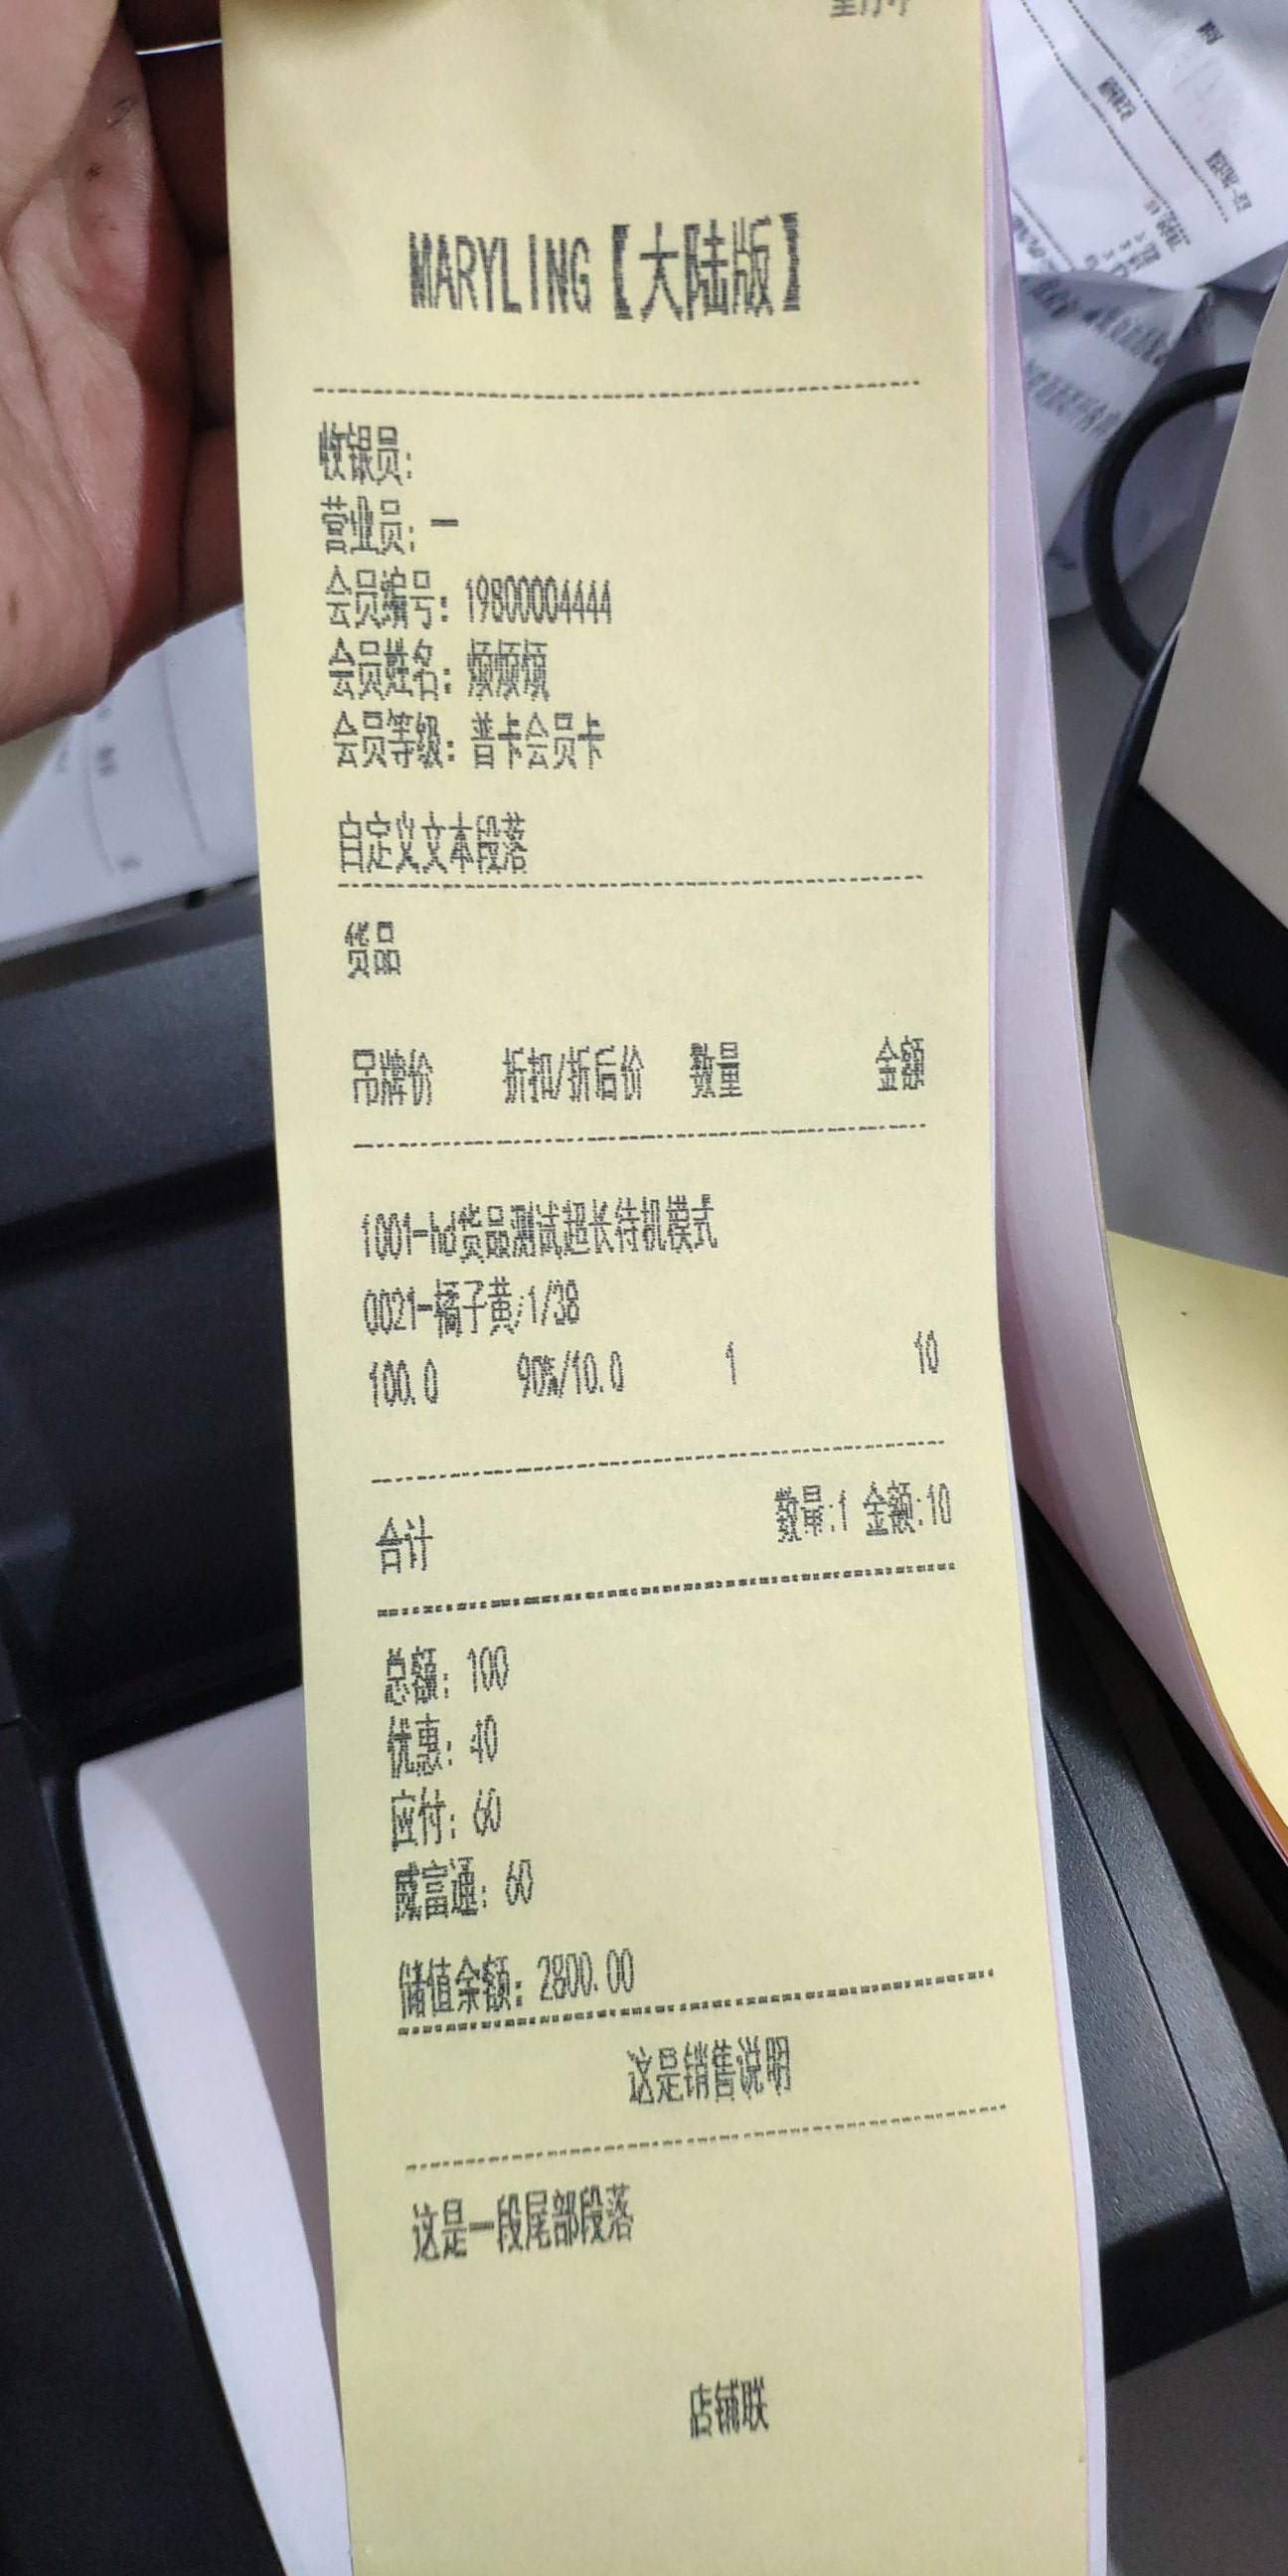 MARYLING【大陆版】
收银员:
营业员: 一
会员编号: 19800004444
会员姓名: 烦烦烦
会员等级: 普卡会员卡
自定义文本段落
货品
吊牌价 折扣/折后价 数量 金额
1001-hd货品测试超长待机模式
0021-橘子黄/1/38
100.0 90%/10.0 1 10
合计 数量:1 金额:10
总额: 100
优惠: 40
应付: 60
威富通: 60
储值余额: 2800.00
这是销售说明
这是一段尾部段落
店铺联